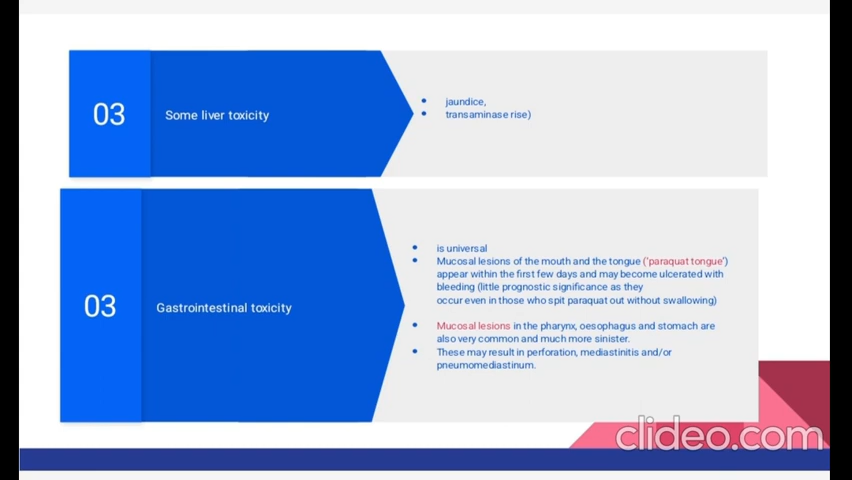 03
Some liver toxicity
jaundice,
transaminase rise)
03
Gastrointestinal toxicity
is universal
Mucosal lesions of the mouth and the tongue ('paraquat tongue')
appear within the first few days and may become ulcerated with
bleeding (little prognostic significance as they
occur even in those who spit paraquat out without swallowing)
Mucosal lesions in the pharynx, oesophagus and stomach are
also very common and much more sinister.
These may result in perforation, mediastinitis and/or
pneumomediastinum.
clideo.com